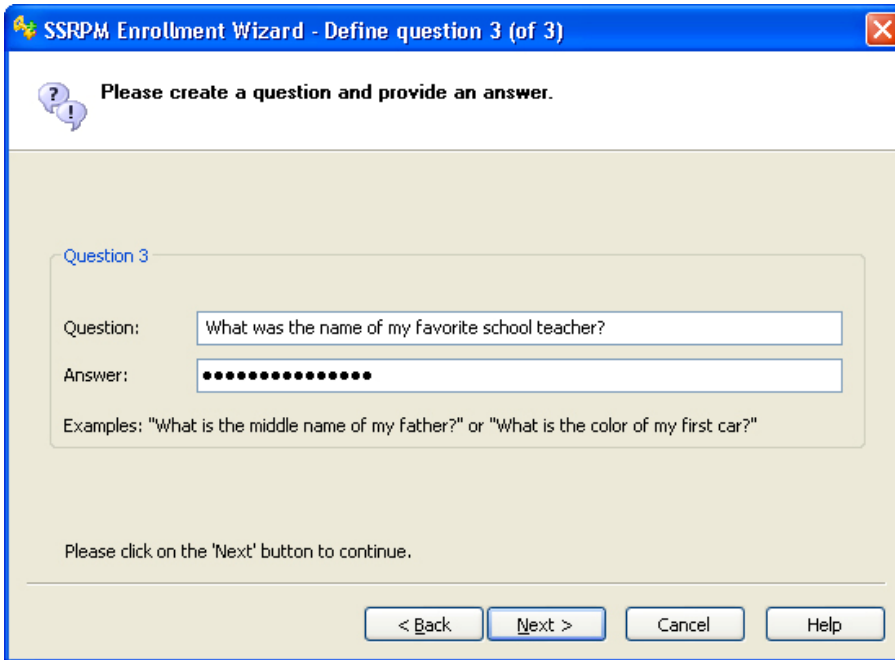 SSRPM Enrollment Wizard - Define question 3 (of 3)
Please create a question and provide an answer.
Question 3
Question: What was the name of my favorite school teacher?
Answer: ●●●●●●●●●●●●●●●
Examples: "What is the middle name of my father?" or "What is the color of my first car?"
Please click on the 'Next' button to continue.
< Back Next > Cancel Help